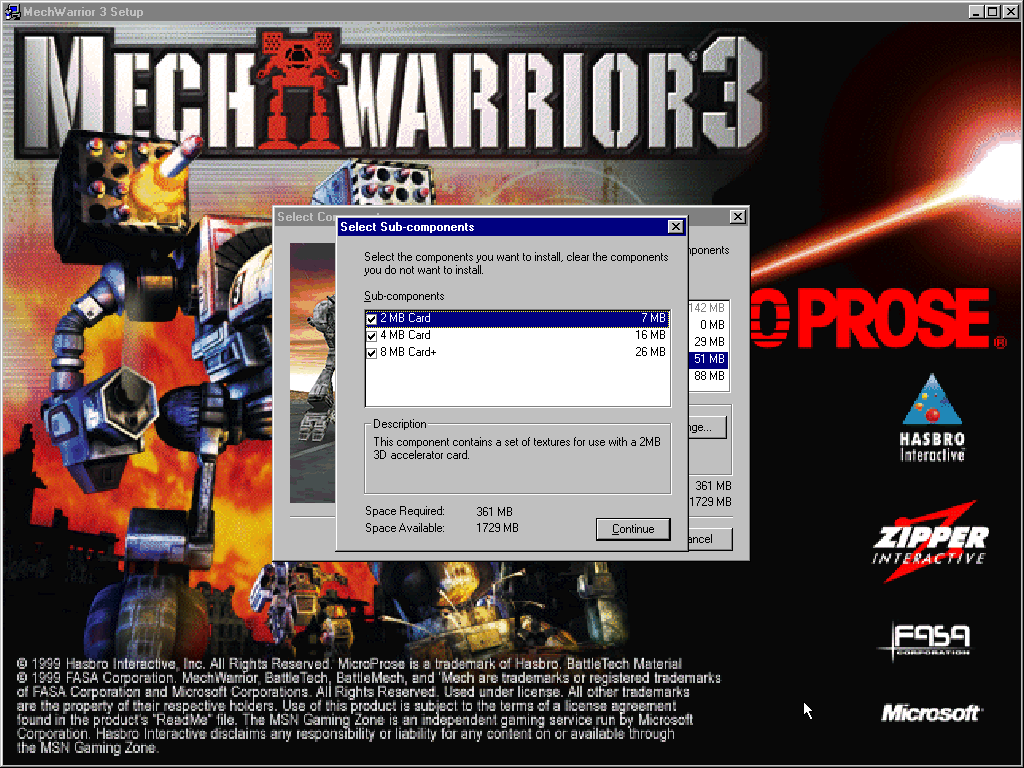 MechWarrior 3 Setup
MECHWARRIOR 3
Select Co
Select Sub-components
Select the components you want to install, clear the components
you do not want to install.
ponents
Sub-components
2 MB Card 7 MB
4 MB Card 16 MB
8 MB Card+ 26 MB
142 MB
0 MB
29 MB
51 MB
88 MB
Description
This component contains a set of textures for use with a 2MB
3D accelerator card.
nge...
Space Required: 361 MB
Space Available: 1729 MB
Continue
361 MB
1729 MB
ancel
O PROSE®
HASBRO
Interactive™
ZIPPER
INTERACTIVE
FASA
CORPORATION
Microsoft
© 1999 Hasbro Interactive, Inc. All Rights Reserved. MicroProse is a trademark of Hasbro. BattleTech Material
© 1999 FASA Corporation. MechWarrior, BattleTech, BattleMech, and 'Mech are trademarks or registered trademarks
of FASA Corporation and Microsoft Corporations. All Rights Reserved. Used under license. All other trademarks
are the property of their respective holders. Use of this product is subject to the terms of a license agreement
found in the product's "ReadMe" file. The MSN Gaming Zone is an independent gaming service run by Microsoft
Corporation. Hasbro Interactive disclaims any responsibility or liability for any content on or available through
the MSN Gaming Zone.